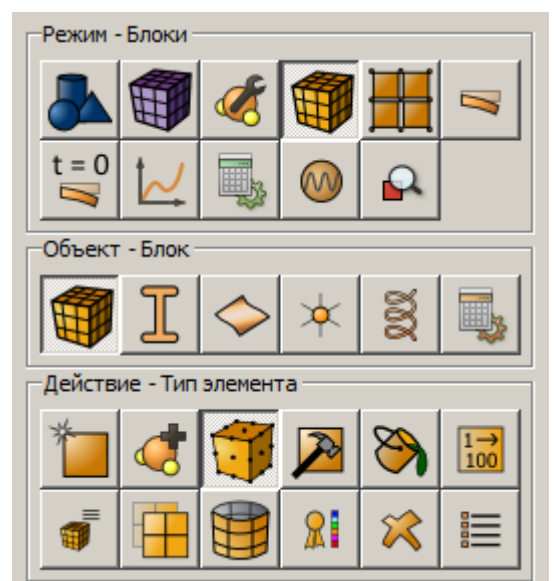 Режим - Блоки
t = 0
Объект - Блок
Действие - Тип элемента
1→
100